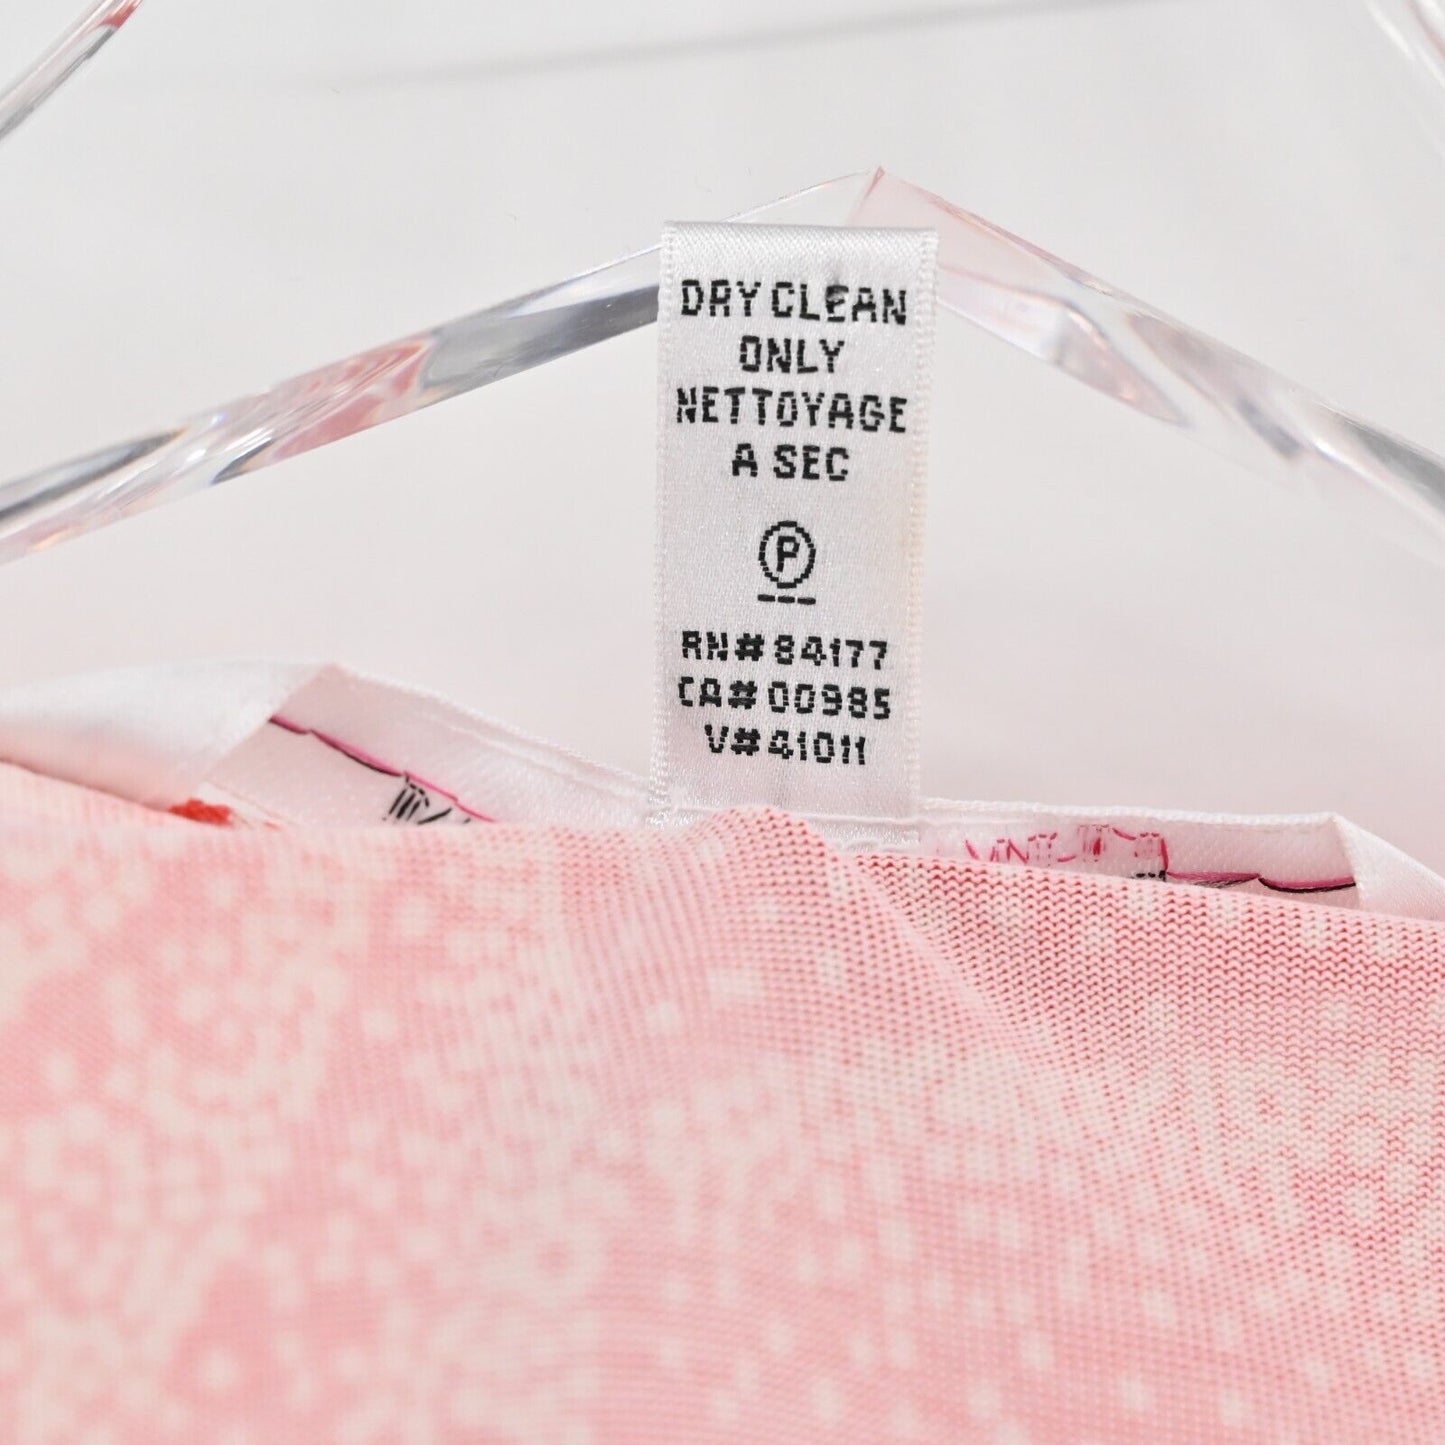 DRY CLEAN
ONLY
NETTOYAGE
A SEC
P
RN# 84177
CA# 00985
V# 41011